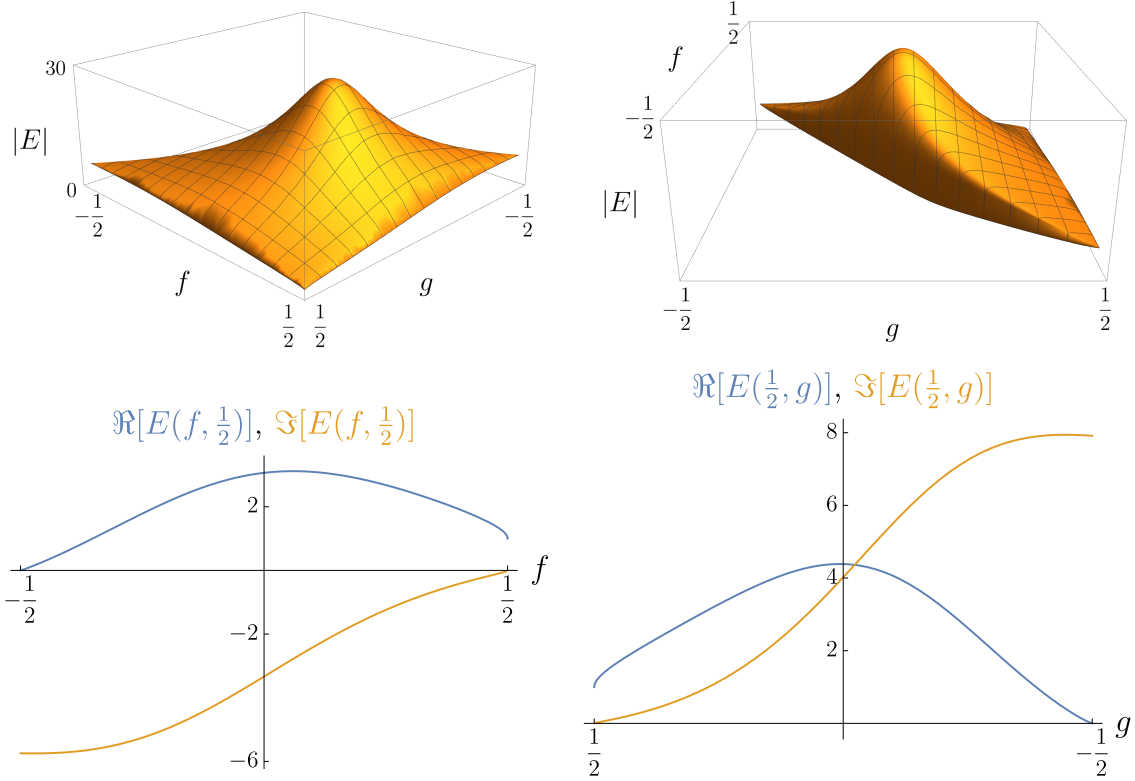 30
|E|
0
−1/2
f
1/2
1/2
g
−1/2
1/2
f
−1/2
|E|
−1/2
g
1/2
ℜ[E(f, 1/2)], ℑ[E(f, 1/2)]
2
−2
−6
−1/2
1/2
f
ℜ[E(1/2, g)], ℑ[E(1/2, g)]
8
6
4
2
1/2
−1/2
g